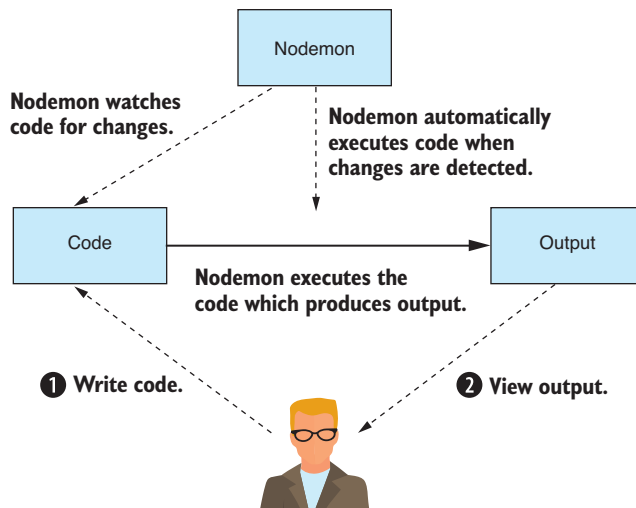 Nodemon
Nodemon watches
code for changes.
Nodemon automatically
executes code when
changes are detected.
Code
Output
Nodemon executes the
code which produces output.
1 Write code.
2 View output.